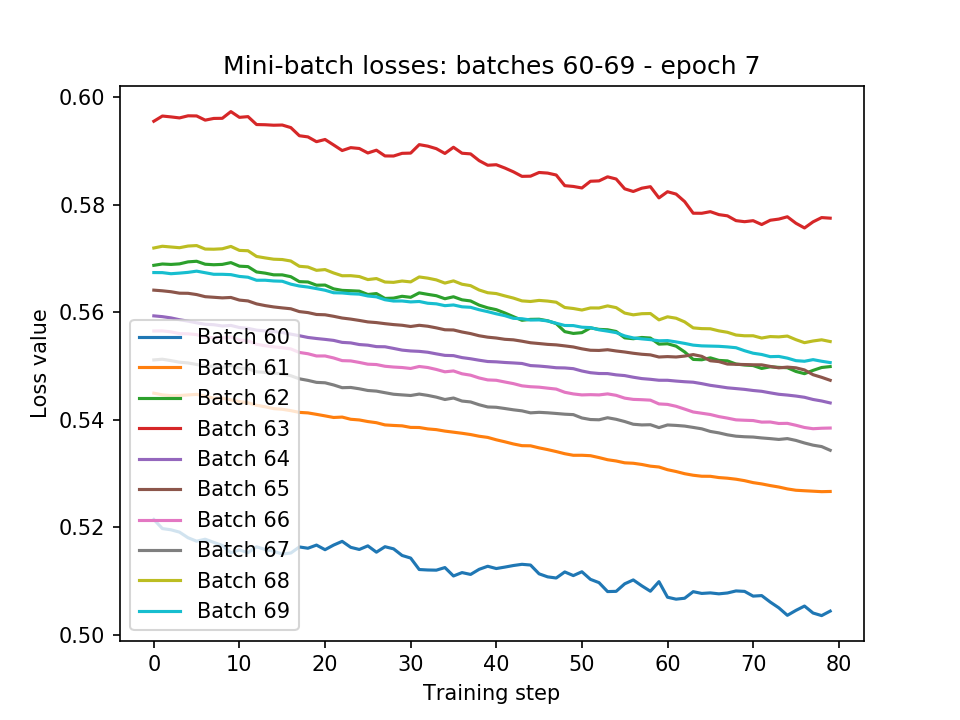 Mini-batch losses: batches 60-69 - epoch 7
0.60
0.58
0.56
0.54
0.52
0.50
Loss value
Batch 60
Batch 61
Batch 62
Batch 63
Batch 64
Batch 65
Batch 66
Batch 67
Batch 68
Batch 69
0 10 20 30 40 50 60 70 80
Training step